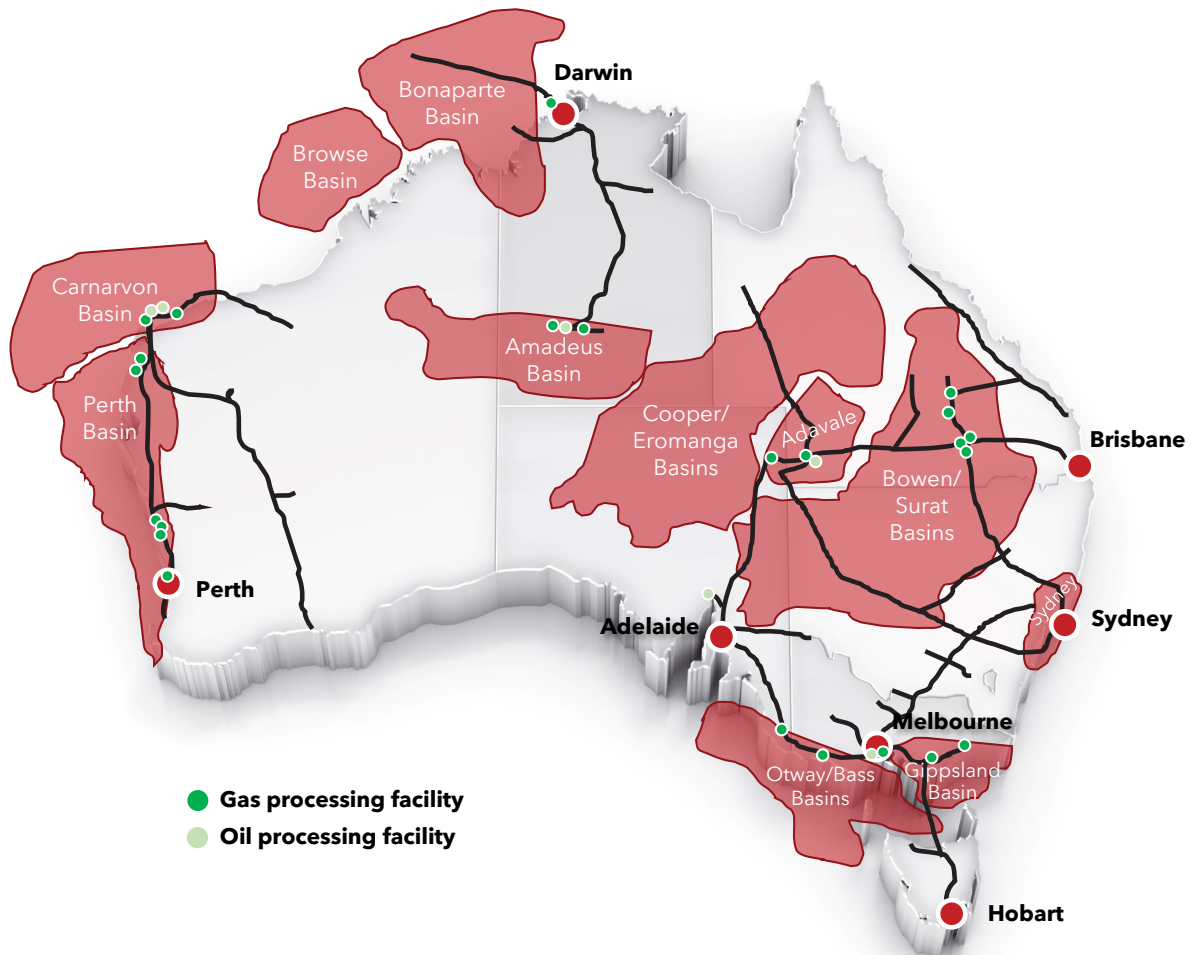 Darwin
Bonaparte
Basin
Browse
Basin
Carnarvon
Basin
Amadeus
Basin
Perth
Basin
Cooper/
Eromanga
Basins
Adavale
Brisbane
Bowen/
Surat
Basins
Perth
Adelaide
Sydney
Sydney
Melbourne
Otway/Bass
Basins
Gippsland
Basin
Gas processing facility
Oil processing facility
Hobart